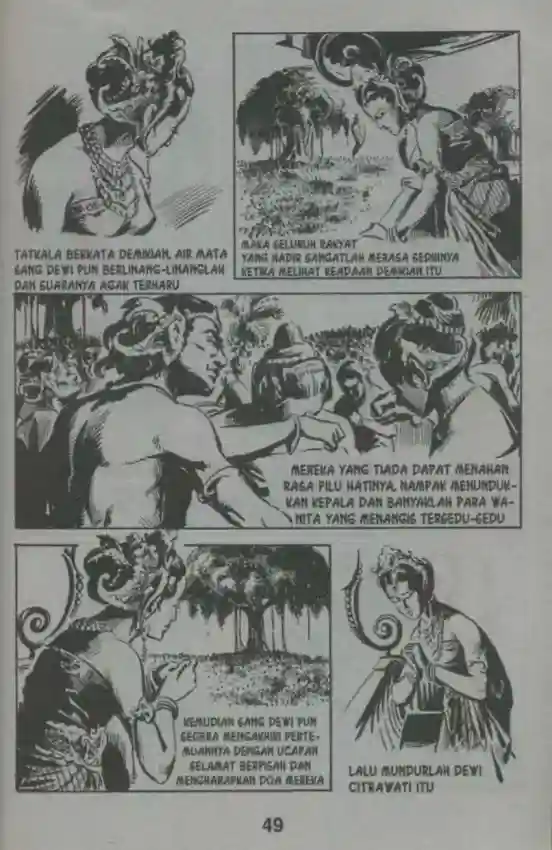 TATKALA BERKATA DEMIKIAN, AIR MATA
SANG DEWI PUN BERLINANG-LINANGLAH
DAN SUARANYA AGAK TERHARU
MAKA SELURUH RAKYAT
YANG HADIR SANGATLAH MERASA SEDIHNYA
KETIKA MELIHAT KEADAAN DEMIKIAN ITU
MEREKA YANG TIADA DAPAT MENAHAN
RASA PILU HATINYA, NAMPAK MENUNDUK-
KAN KEPALA DAN BANYAKLAH PARA WA-
NITA YANG MENANGIS TERSEDU-SEDU
KEMUDIAN SANG DEWI PUN
SEGERA MENGAKHIRI PERTE-
MUANNYA DENGAN UCAPAN
SELAMAT BERPISAH DAN
MENGHARAPKAN DOA MEREKA
LALU MUNDURLAH DEWI
CITRAWATI ITU
49